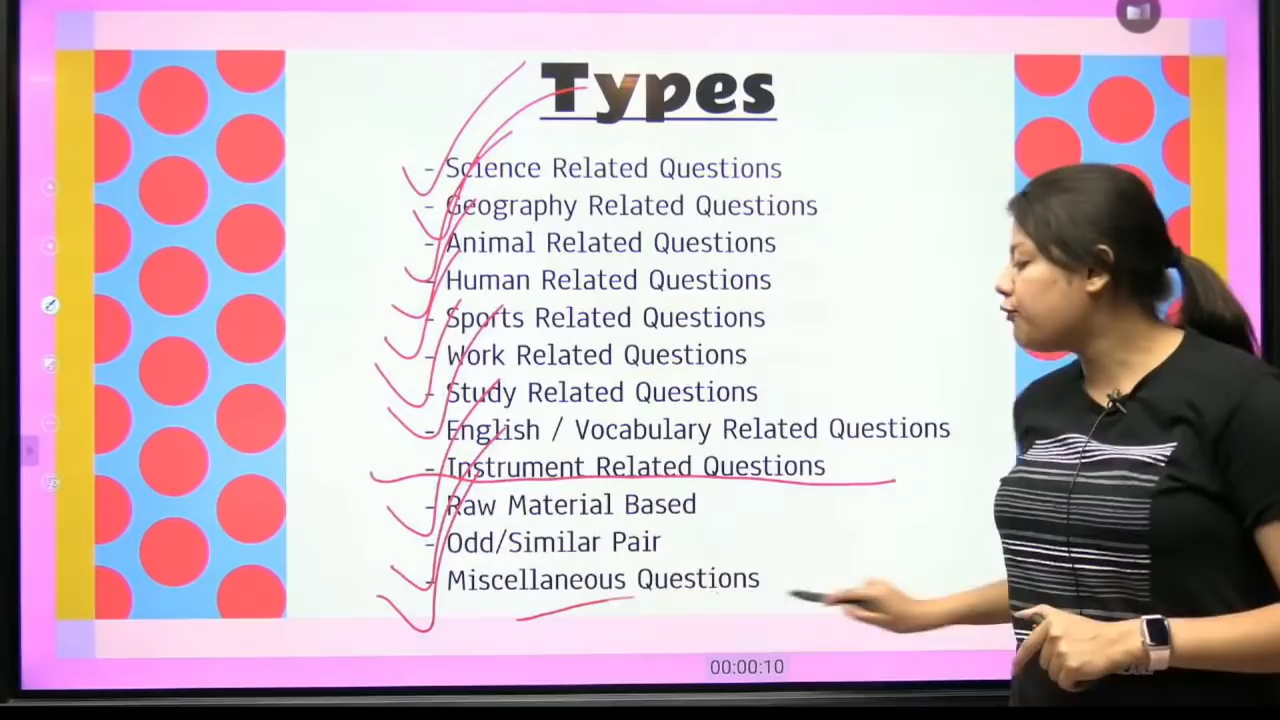 Types
- Science Related Questions
- Geography Related Questions
- Animal Related Questions
- Human Related Questions
- Sports Related Questions
- Work Related Questions
- Study Related Questions
- English / Vocabulary Related Questions
- Instrument Related Questions
- Raw Material Based
- Odd/Similar Pair
- Miscellaneous Questions
00:00:10